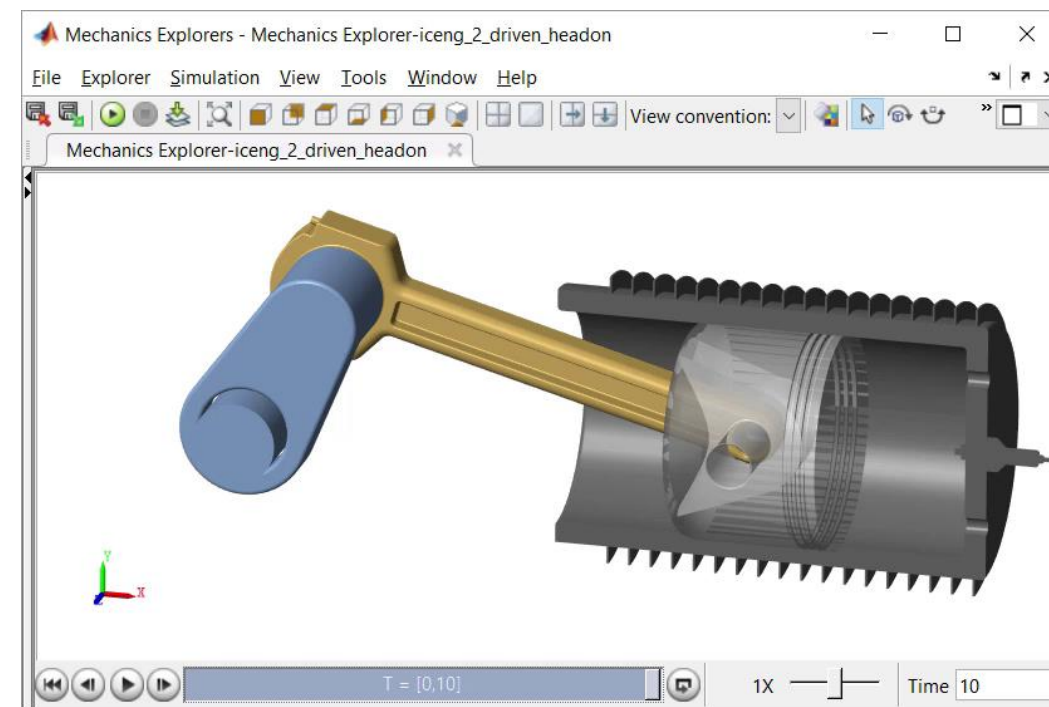 Mechanics Explorers - Mechanics Explorer-iceng_2_driven_headon
File Explorer Simulation View Tools Window Help
View convention:
Mechanics Explorer-iceng_2_driven_headon
Y
X
T = [0,10]
1X
Time 10